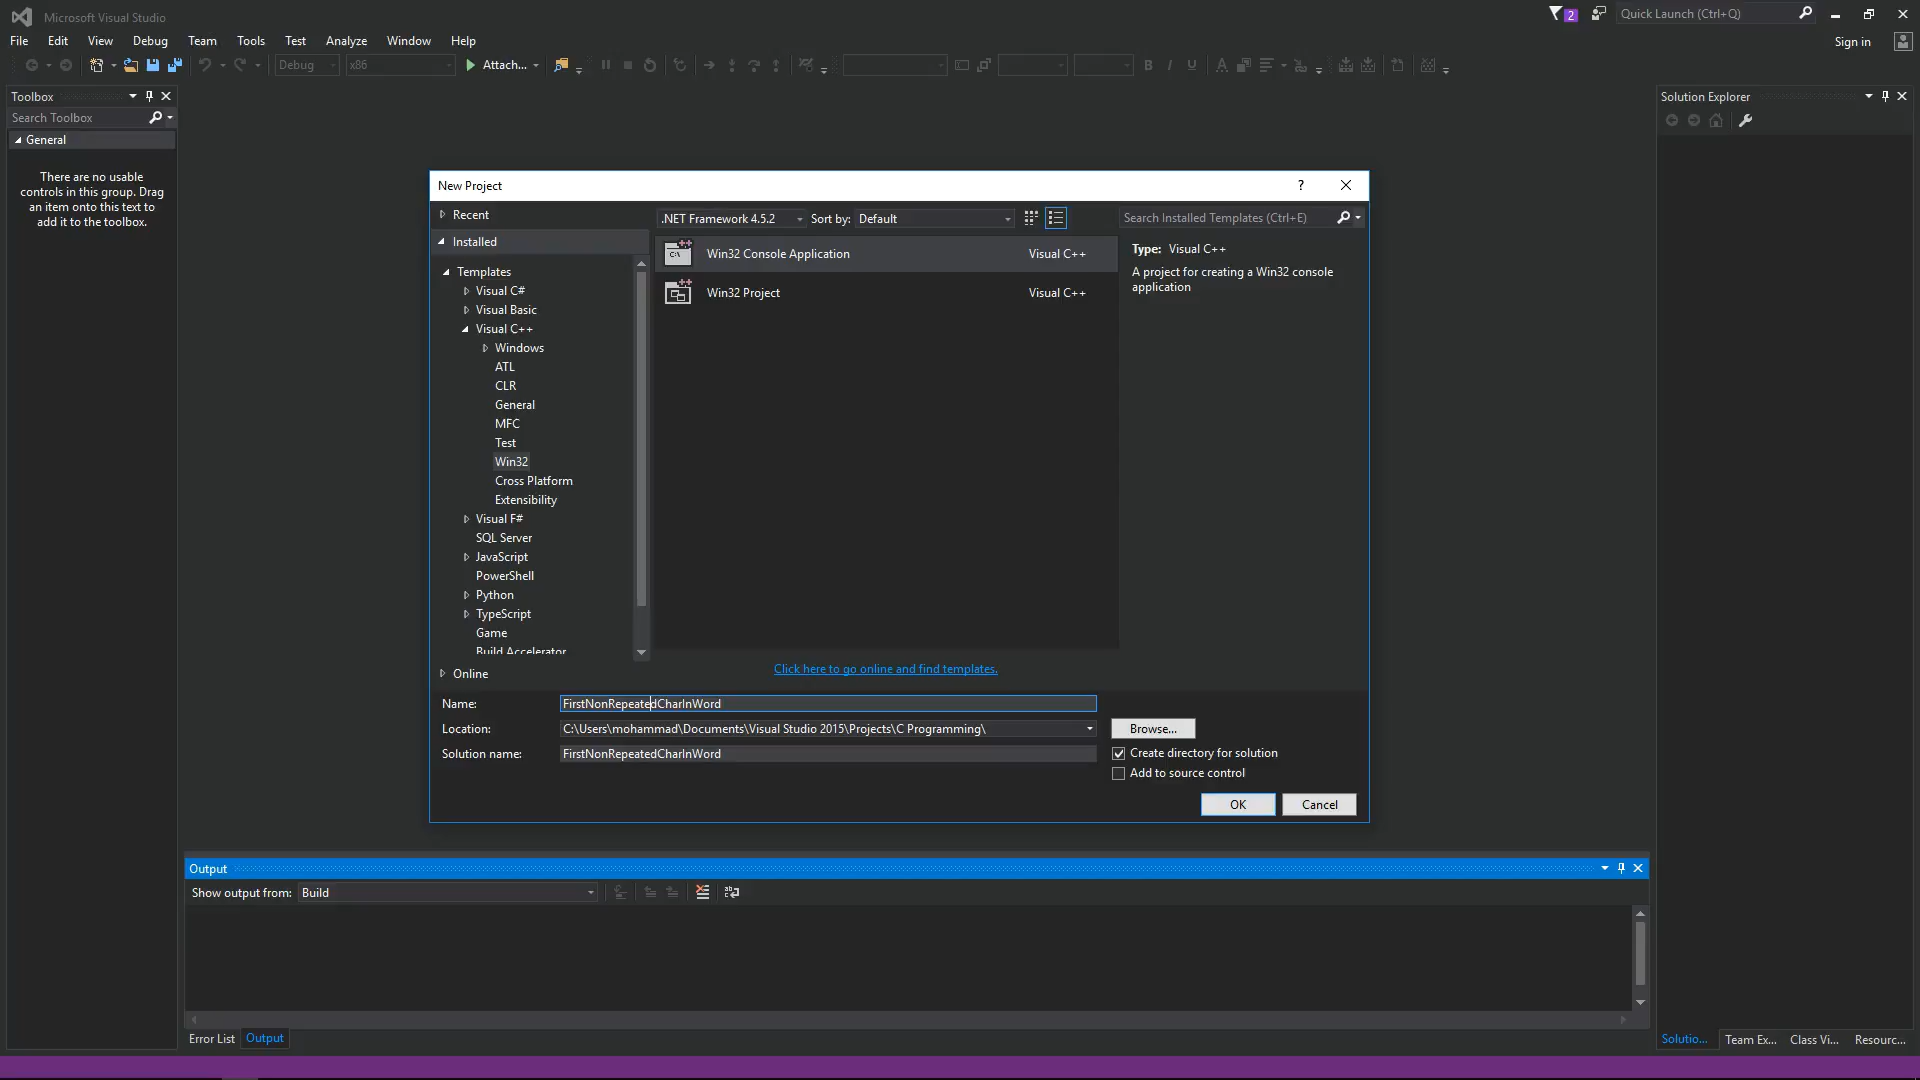 Microsoft Visual Studio
2
Quick Launch (Ctrl+Q)
File Edit View Debug Team Tools Test Analyze Window Help
Sign in
Debug x86 Attach...
B I U A
Toolbox
Search Toolbox
General
There are no usable
controls in this group. Drag
an item onto this text to
add it to the toolbox.
Solution Explorer
New Project
?
Recent
.NET Framework 4.5.2 Sort by: Default
Search Installed Templates (Ctrl+E)
Installed
Templates
Visual C#
Visual Basic
Visual C++
Windows
ATL
CLR
General
MFC
Test
Win32
Cross Platform
Extensibility
Visual F#
SQL Server
JavaScript
PowerShell
Python
TypeScript
Game
Build Accelerator
Online
Win32 Console Application Visual C++
Win32 Project Visual C++
Type: Visual C++
A project for creating a Win32 console
application
Click here to go online and find templates.
Name: FirstNonRepeatedCharInWord
Location: C:\Users\mohammad\Documents\Visual Studio 2015\Projects\C Programming\
Browse...
Solution name: FirstNonRepeatedCharInWord
Create directory for solution
Add to source control
OK Cancel
Output
Show output from: Build
Error List Output
Solutio... Team Ex... Class Vi... Resourc...